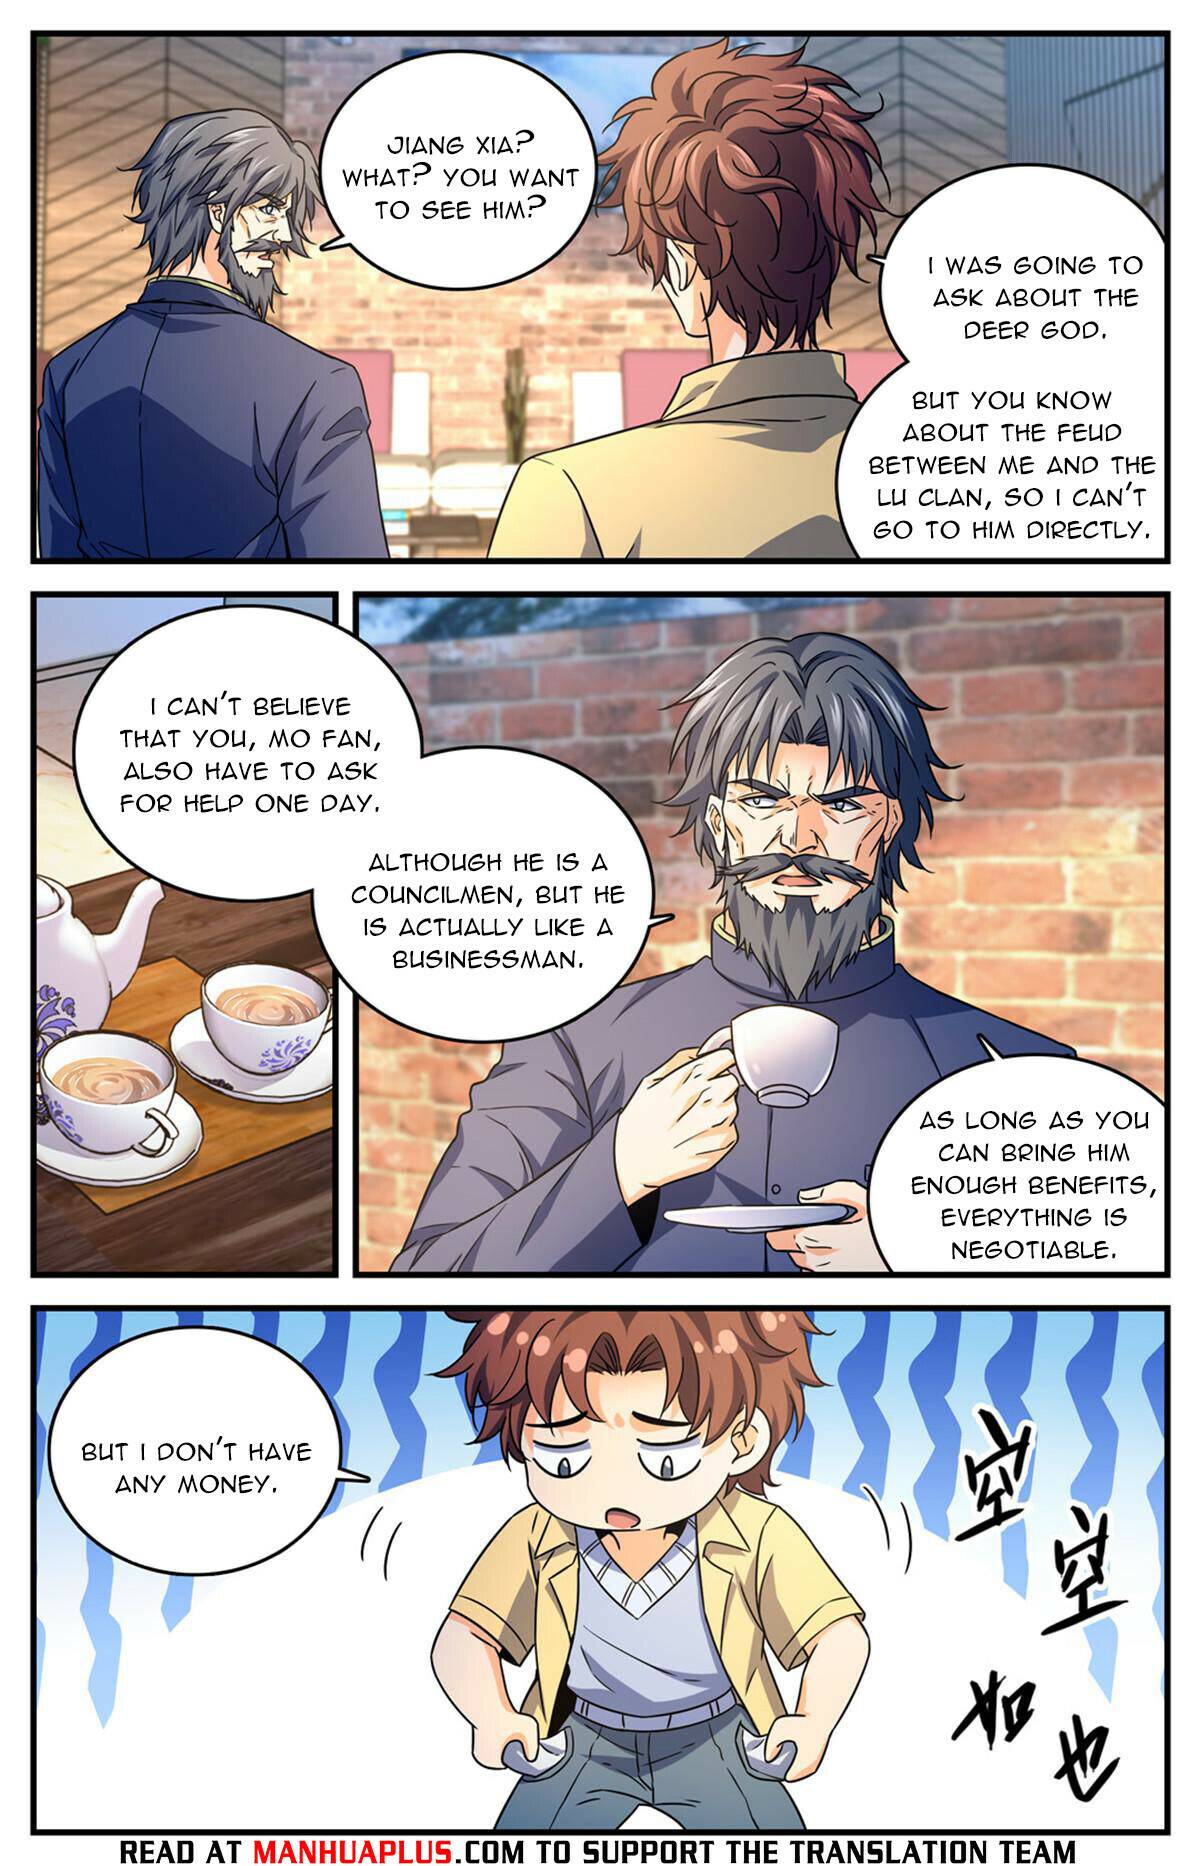 JIANG XIA?
WHAT? YOU WANT
TO SEE HIM?
I WAS GOING TO
ASK ABOUT THE
DEER GOD.
BUT YOU KNOW
ABOUT THE FEUD
BETWEEN ME AND THE
LU CLAN, SO I CAN'T
GO TO HIM DIRECTLY.
I CAN'T BELIEVE
THAT YOU, MO FAN,
ALSO HAVE TO ASK
FOR HELP ONE DAY.
ALTHOUGH HE IS A
COUNCILMEN, BUT HE
IS ACTUALLY LIKE A
BUSINESSMAN.
AS LONG AS YOU
CAN BRING HIM
ENOUGH BENEFITS,
EVERYTHING IS
NEGOTIABLE.
BUT I DON'T HAVE
ANY MONEY.
空空如也
READ AT MANHUAPLUS.COM TO SUPPORT THE TRANSLATION TEAM